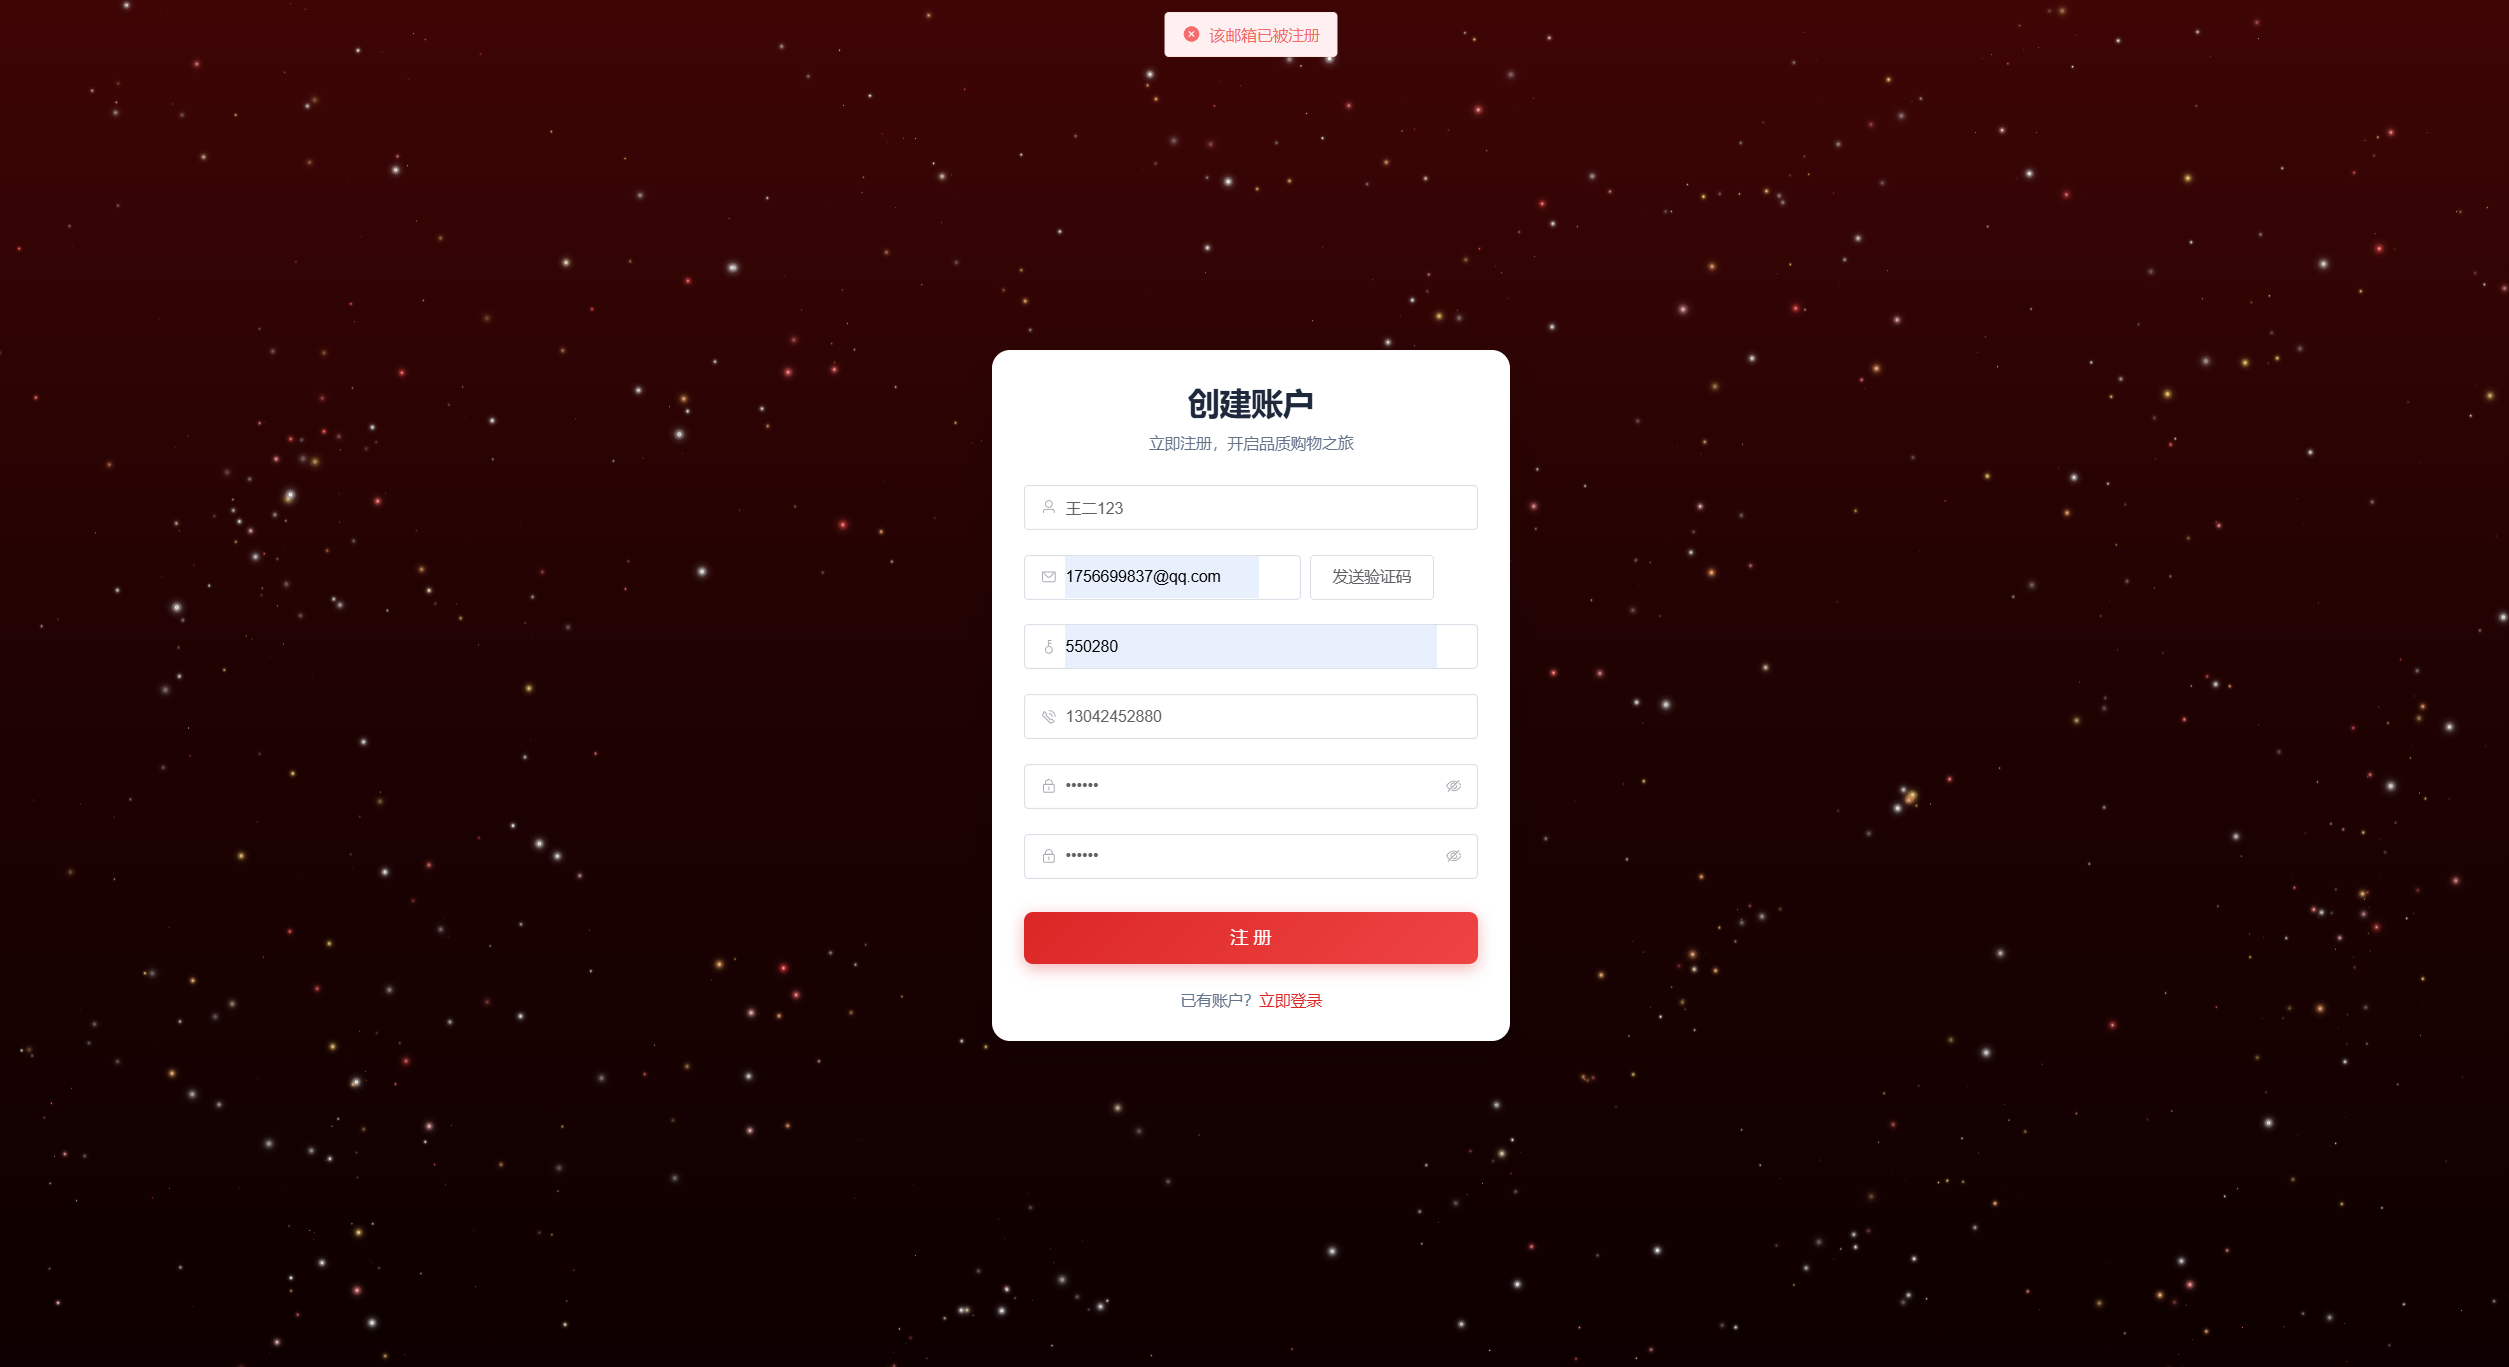 该邮箱已被注册
创建账户
立即注册，开启品质购物之旅
王二123
1756699837@qq.com
发送验证码
550280
13042452880
••••••
••••••
注 册
已有账户？立即登录